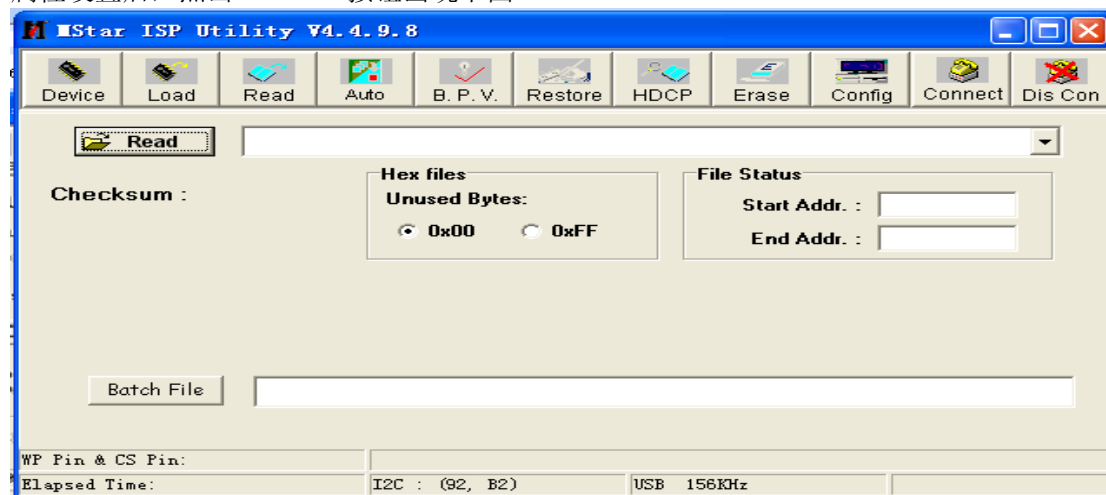 MStar ISP Utility V4.4.9.8
Device Load Read Auto B.P.V. Restore HDCP Erase Config Connect Dis Con
Read
Checksum :
Hex files
Unused Bytes:
0x00 0xFF
File Status
Start Addr. :
End Addr. :
Batch File
WP Pin & CS Pin:
Elapsed Time: I2C : (92, B2) USB 156KHz